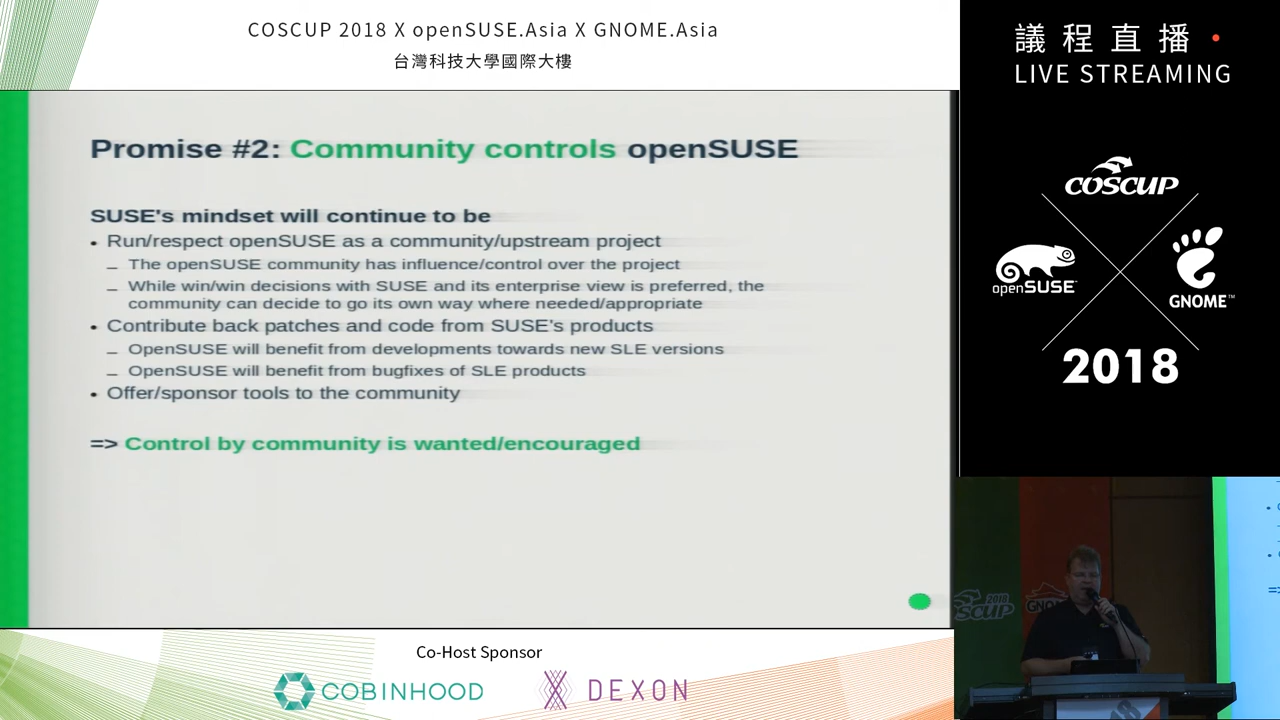 COSCUP 2018 X openSUSE.Asia X GNOME.Asia
台灣科技大學國際大樓
議程直播
LIVE STREAMING
Promise #2: Community controls openSUSE
SUSE's mindset will continue to be
• Run/respect openSUSE as a community/upstream project
– The openSUSE community has influence/control over the project
– While win/win decisions with SUSE and its enterprise view is preferred, the
community can decide to go its own way where needed/appropriate
• Contribute back patches and code from SUSE's products
– OpenSUSE will benefit from developments towards new SLE versions
– OpenSUSE will benefit from bugfixes of SLE products
• Offer/sponsor tools to the community
=> Control by community is wanted/encouraged
COSCUP
openSUSE
GNOME™
2018
2018
COSCUP
Co-Host Sponsor
COBINHOOD
DEXON